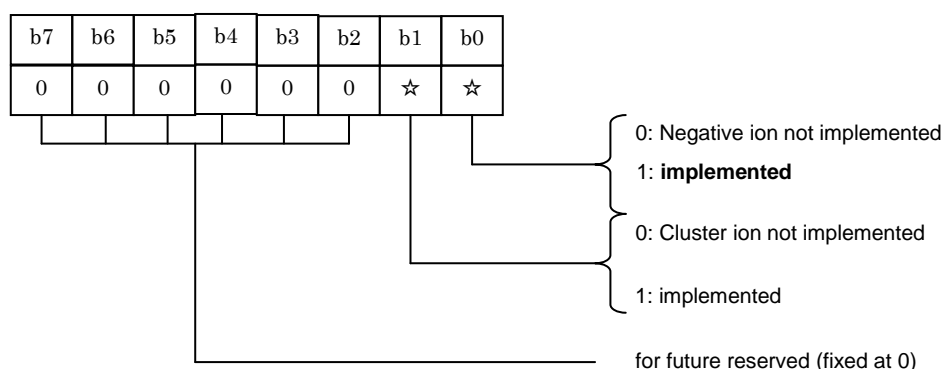 b7 b6 b5 b4 b3 b2 b1 b0
0 0 0 0 0 0 ☆ ☆
0: Negative ion not implemented
1: implemented
0: Cluster ion not implemented
1: implemented
for future reserved (fixed at 0)